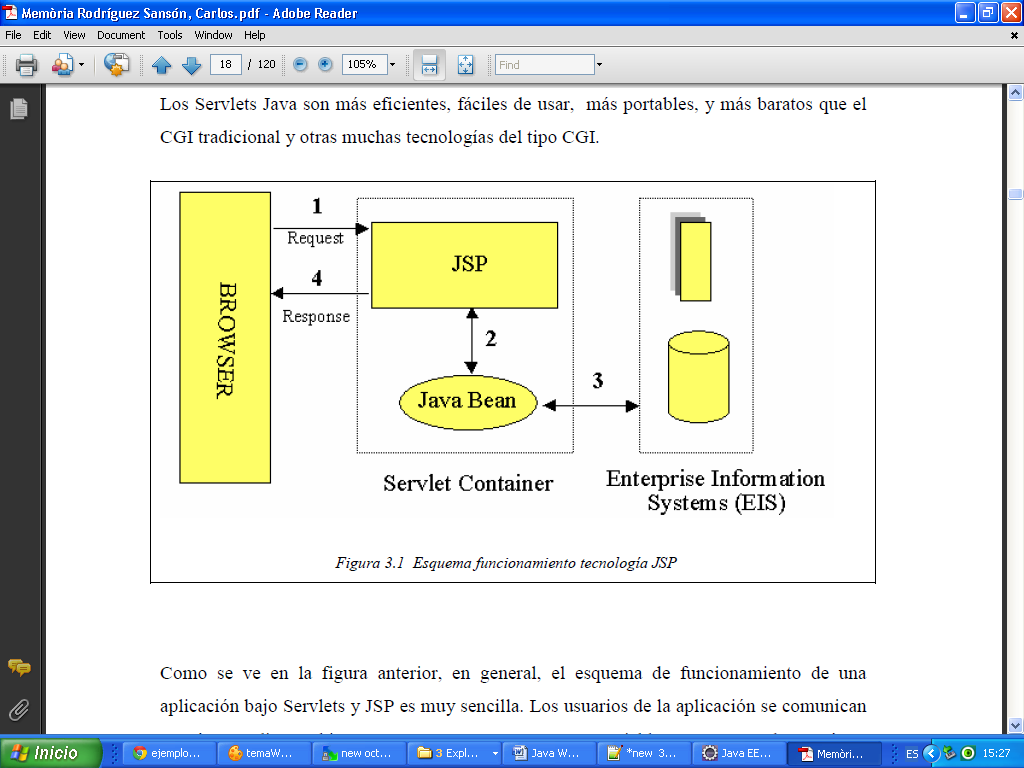 Memòria Rodríguez Sansón, Carlos.pdf - Adobe Reader
File Edit View Document Tools Window Help
18 / 120 105% Find
Los Servlets Java son más eficientes, fáciles de usar, más portables, y más baratos que el
CGI tradicional y otras muchas tecnologías del tipo CGI.
BROWSER
1
Request
4
Response
JSP
2
Java Bean
3
Servlet Container
Enterprise Information
Systems (EIS)
Figura 3.1 Esquema funcionamiento tecnología JSP
Como se ve en la figura anterior, en general, el esquema de funcionamiento de una
aplicación bajo Servlets y JSP es muy sencilla. Los usuarios de la aplicación se comunican
Inicio ejemplo... temaW... new oct... 3 Expl... Java W... *new 3... Java EE... Memòri... ES 15:27